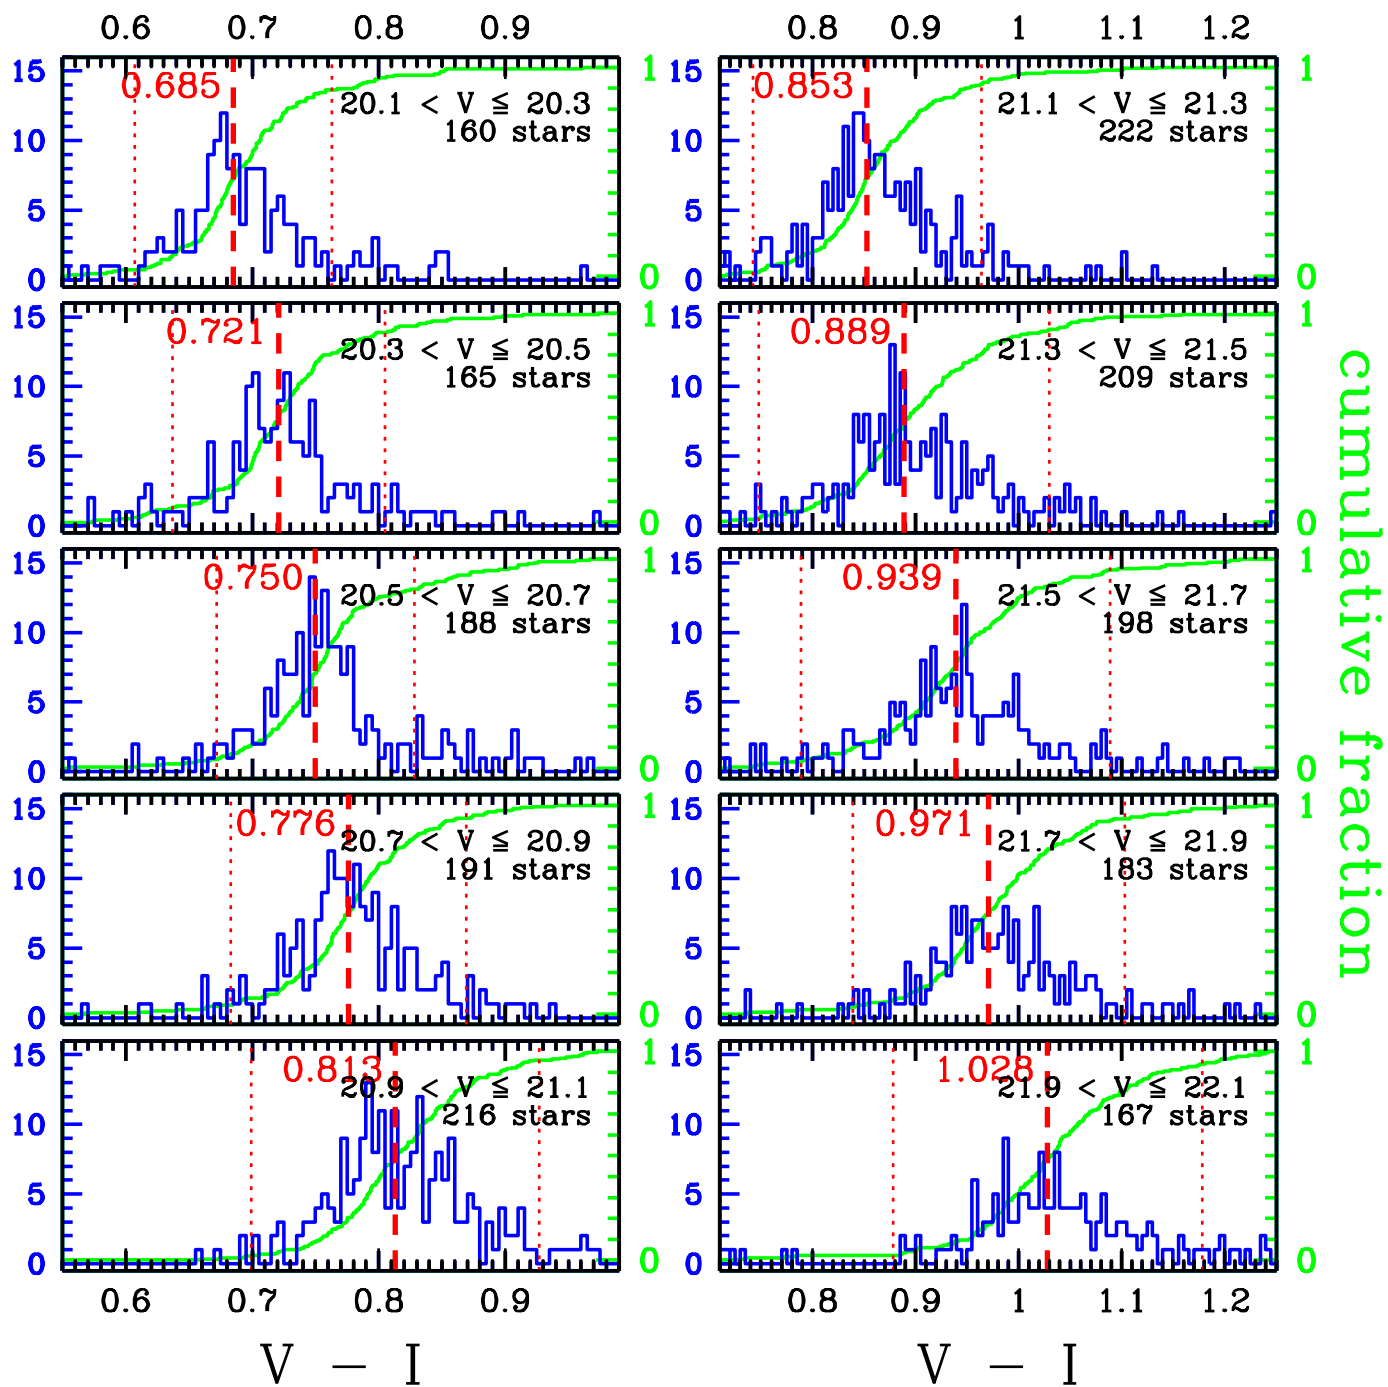 0.6 0.7 0.8 0.9 0.8 0.9 1 1.1 1.2
15 10 5 0
0.685
20.1 < V ≦ 20.3
160 stars
1 0
15 10 5 0
0.853
21.1 < V ≦ 21.3
222 stars
1 0
15 10 5 0
0.721
20.3 < V ≦ 20.5
165 stars
1 0
15 10 5 0
0.889
21.3 < V ≦ 21.5
209 stars
1 0
15 10 5 0
0.750
20.5 < V ≦ 20.7
188 stars
1 0
15 10 5 0
0.939
21.5 < V ≦ 21.7
198 stars
1 0
15 10 5 0
0.776
20.7 < V ≦ 20.9
191 stars
1 0
15 10 5 0
0.971
21.7 < V ≦ 21.9
183 stars
1 0
15 10 5 0
0.813
20.9 < V ≦ 21.1
216 stars
1 0
15 10 5 0
1.028
21.9 < V ≦ 22.1
167 stars
1 0
cumulative fraction
0.6 0.7 0.8 0.9 0.8 0.9 1 1.1 1.2
V − I V − I